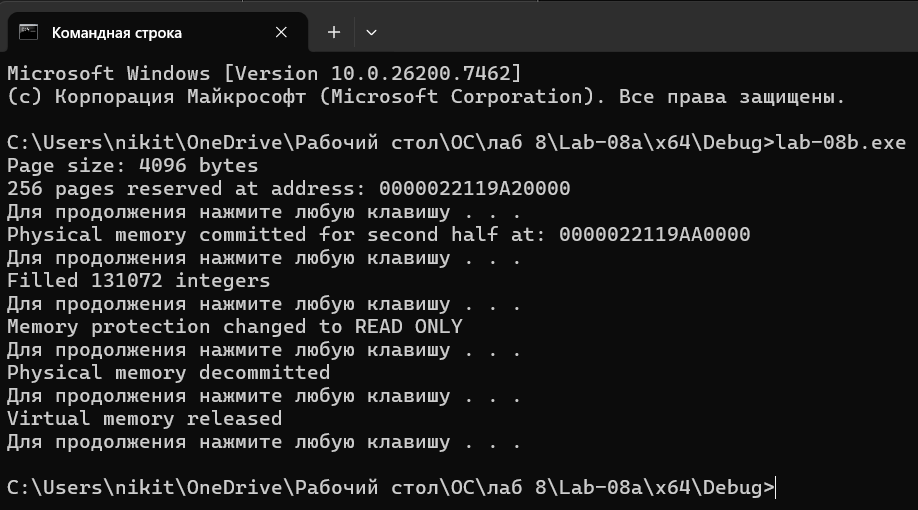 Командная строка
Microsoft Windows [Version 10.0.26200.7462]
(c) Корпорация Майкрософт (Microsoft Corporation). Все права защищены.
C:\Users\nikit\OneDrive\Рабочий стол\ОС\лаб 8\Lab-08a\x64\Debug>lab-08b.exe
Page size: 4096 bytes
256 pages reserved at address: 0000022119A20000
Для продолжения нажмите любую клавишу . . .
Physical memory committed for second half at: 0000022119AA0000
Для продолжения нажмите любую клавишу . . .
Filled 131072 integers
Для продолжения нажмите любую клавишу . . .
Memory protection changed to READ ONLY
Для продолжения нажмите любую клавишу . . .
Physical memory decommitted
Для продолжения нажмите любую клавишу . . .
Virtual memory released
Для продолжения нажмите любую клавишу . . .
C:\Users\nikit\OneDrive\Рабочий стол\ОС\лаб 8\Lab-08a\x64\Debug>